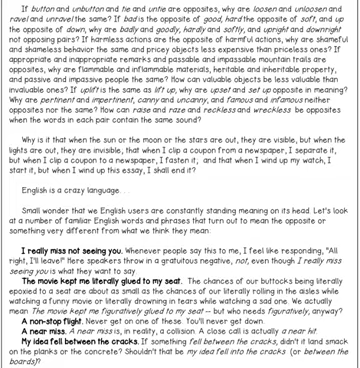 If button and unbutton and tie and untie are opposites, why are loosen and unloosen and
ravel and unravel the same? If bad is the opposite of good, hard the opposite of soft, and up
the opposite of down, why are badly and goodly, hardly and softly, and upright and downright
not opposing pairs? If harmless actions are the opposite of harmful actions, why are shameful
and shameless behavior the same and pricey objects less expensive than priceless ones? If
appropriate and inappropriate remarks and passable and impassable mountain trails are
opposites, why are flammable and inflammable materials, heritable and inheritable property,
and passive and impassive people the same? How can valuable objects be less valuable than
invaluable ones? If uplift is the same as lift up, why are upset and set up opposite in meaning?
Why are pertinent and impertinent, canny and uncanny, and famous and infamous neither
opposites nor the same? How can raise and raze and reckless and wreckless be opposites
when the words in each pair contain the same sound?
Why is it that when the sun or the moon or the stars are out, they are visible, but when the
lights are out, they are invisible, that when I clip a coupon from a newspaper, I separate it,
but when I clip a coupon to a newspaper, I fasten it; and that when I wind up my watch, I
start it, but when I wind up this essay, I shall end it?
English is a crazy language. . .
Small wonder that we English users are constantly standing meaning on its head. Let's look
at a number of familiar English words and phrases that turn out to mean the opposite or
something very different from what we think they mean:
I really miss not seeing you. Whenever people say this to me, I feel like responding, "All
right, I'll leave!" Here speakers throw in a gratuitous negative, not, even though I really miss
seeing you is what they want to say.
The movie kept me literally glued to my seat. The chances of our buttocks being literally
epoxied to a seat are about as small as the chances of our literally rolling in the aisles while
watching a funny movie or literally drowning in tears while watching a sad one. We actually
mean The movie kept me figuratively glued to my seat -- but who needs figuratively, anyway?
A non-stop flight. Never get on one of these. You'll never get down.
A near miss. A near miss is, in reality, a collision. A close call is actually a near hit.
My idea fell between the cracks. If something fell between the cracks, didn't it land smack
on the planks or the concrete? Shouldn't that be my idea fell into the cracks (or between the
boards)?